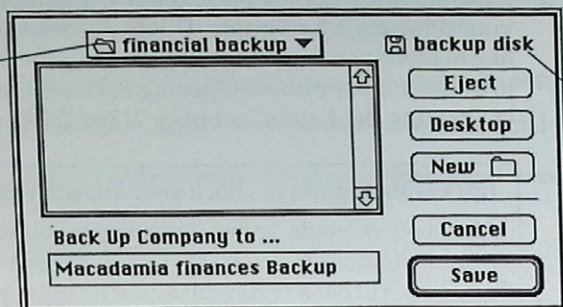 financial backup
backup disk
Eject
Desktop
New
Cancel
Save
Back Up Company to ...
Macadamia finances Backup